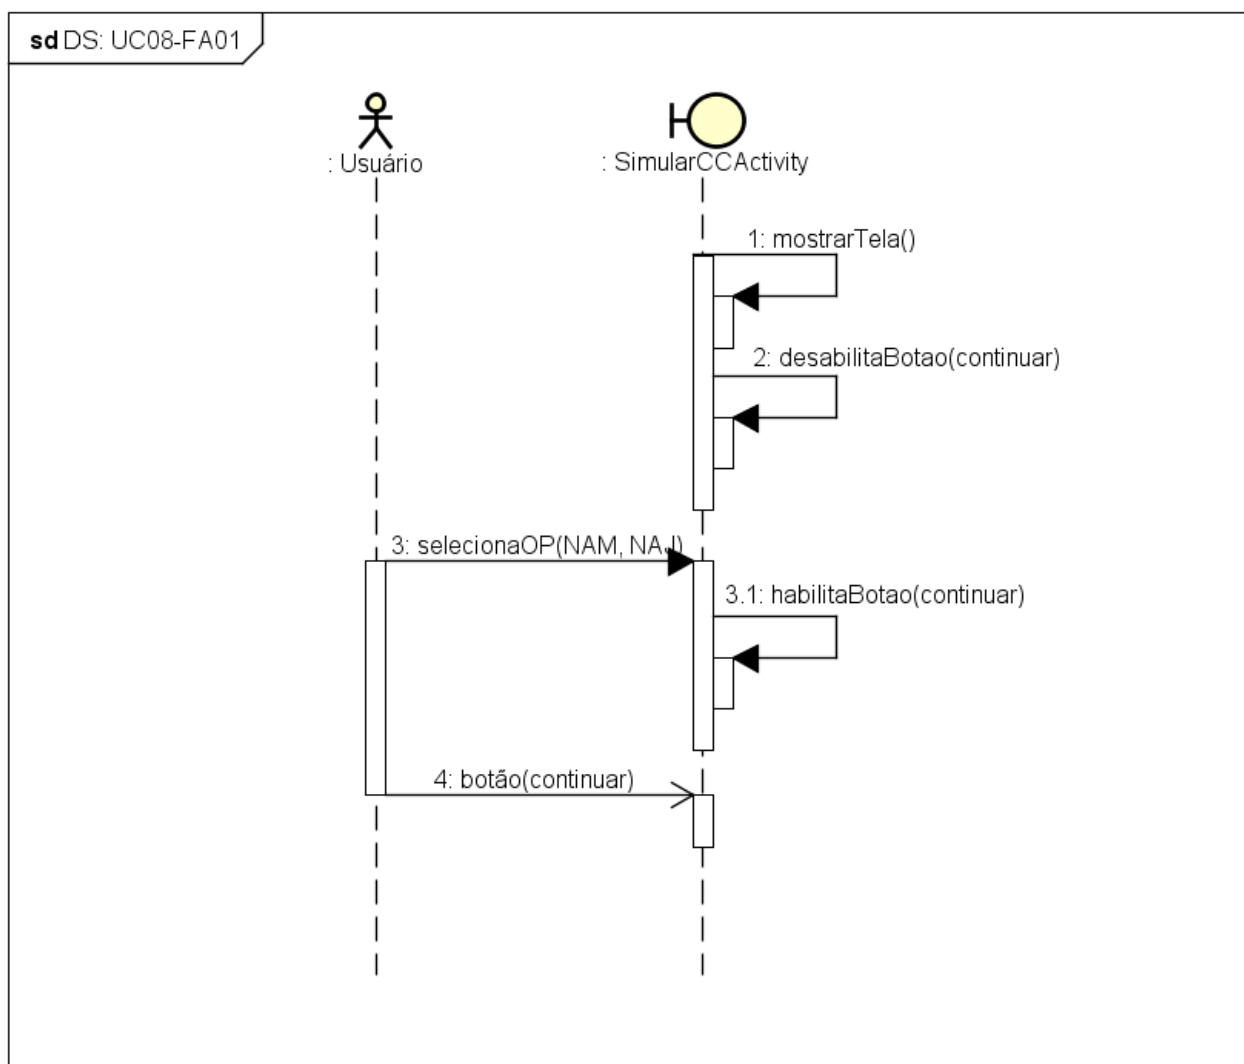 sd DS: UC08-FA01
: Usuário
: SimularCCActivity
1: mostrarTela()
2: desabilitaBotao(continuar)
3: selecionaOP(NAM, NAJ)
3.1: habilitaBotao(continuar)
4: botão(continuar)